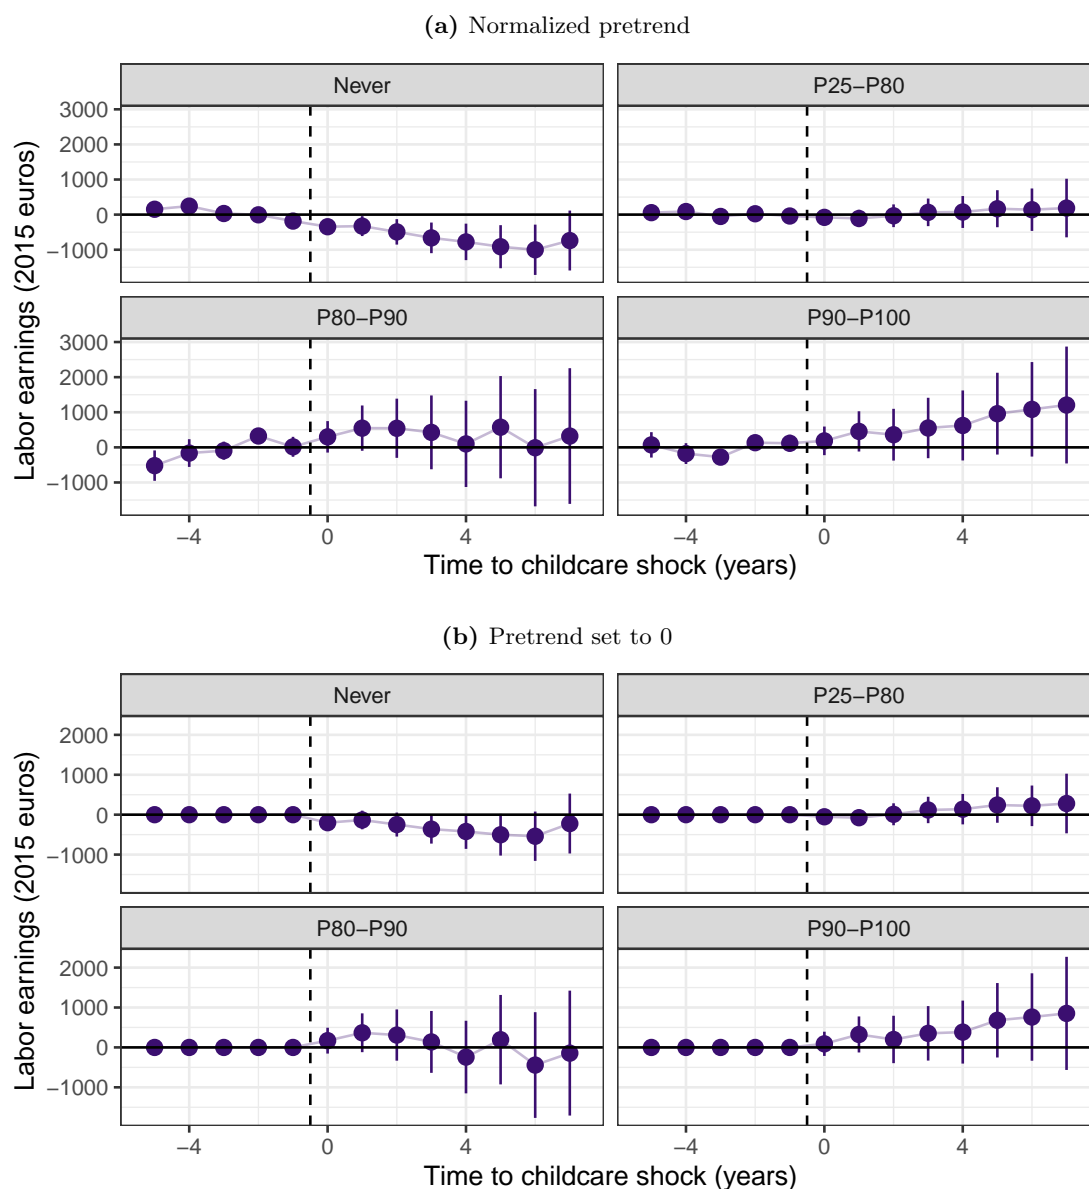 (a) Normalized pretrend
Never
P25−P80
3000
2000
1000
0
−1000
P80−P90
P90−P100
3000
2000
1000
0
−1000
−4 0 4
−4 0 4
Labor earnings (2015 euros)
Time to childcare shock (years)
(b) Pretrend set to 0
Never
P25−P80
2000
1000
0
−1000
P80−P90
P90−P100
2000
1000
0
−1000
−4 0 4
−4 0 4
Labor earnings (2015 euros)
Time to childcare shock (years)